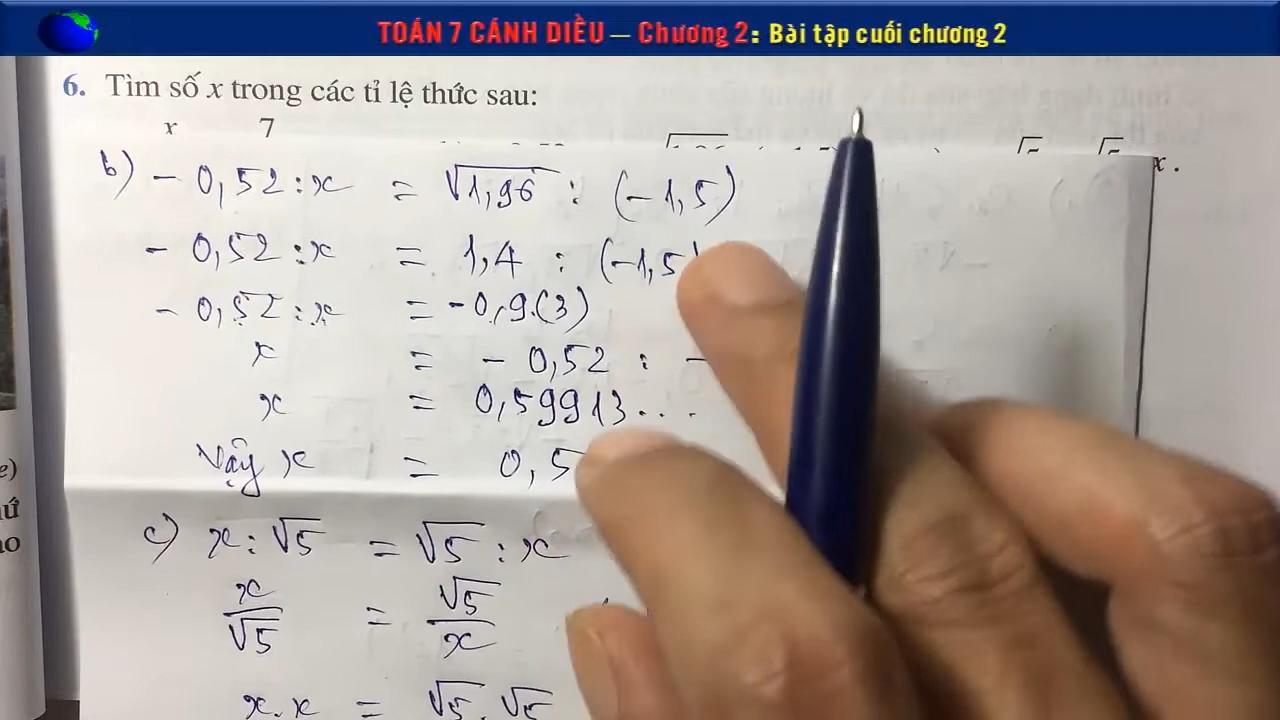 TOÁN 7 CÁNH DIỀU – Chương 2: Bài tập cuối chương 2
6. Tìm số x trong các tỉ lệ thức sau:
x 7
x.
b) - 0,52 : x = √1,96 : (-1,5)
- 0,52 : x = 1,4 : (-1,5)
- 0,52 : x = -0,9.(3)
x = - 0,52 : -
x = 0,59913...
Vậy x = 0,5
c) x : √5 = √5 : x
x/√5 = √5/x
x.x = √5.√5
e)